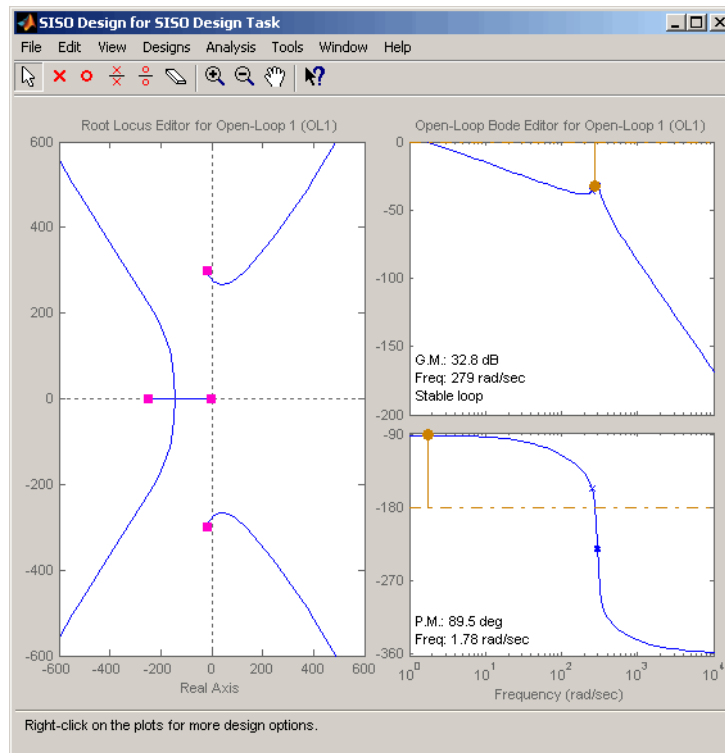 SISO Design for SISO Design Task
File Edit View Designs Analysis Tools Window Help
Root Locus Editor for Open-Loop 1 (OL1)
600
400
200
0
-200
-400
-600
-600 -400 -200 0 200 400 600
Real Axis
Open-Loop Bode Editor for Open-Loop 1 (OL1)
0
-50
-100
-150
-200
G.M.: 32.8 dB
Freq: 279 rad/sec
Stable loop
-90
-180
-270
-360
P.M.: 89.5 deg
Freq: 1.78 rad/sec
10^0 10^1 10^2 10^3 10^4
Frequency (rad/sec)
Right-click on the plots for more design options.